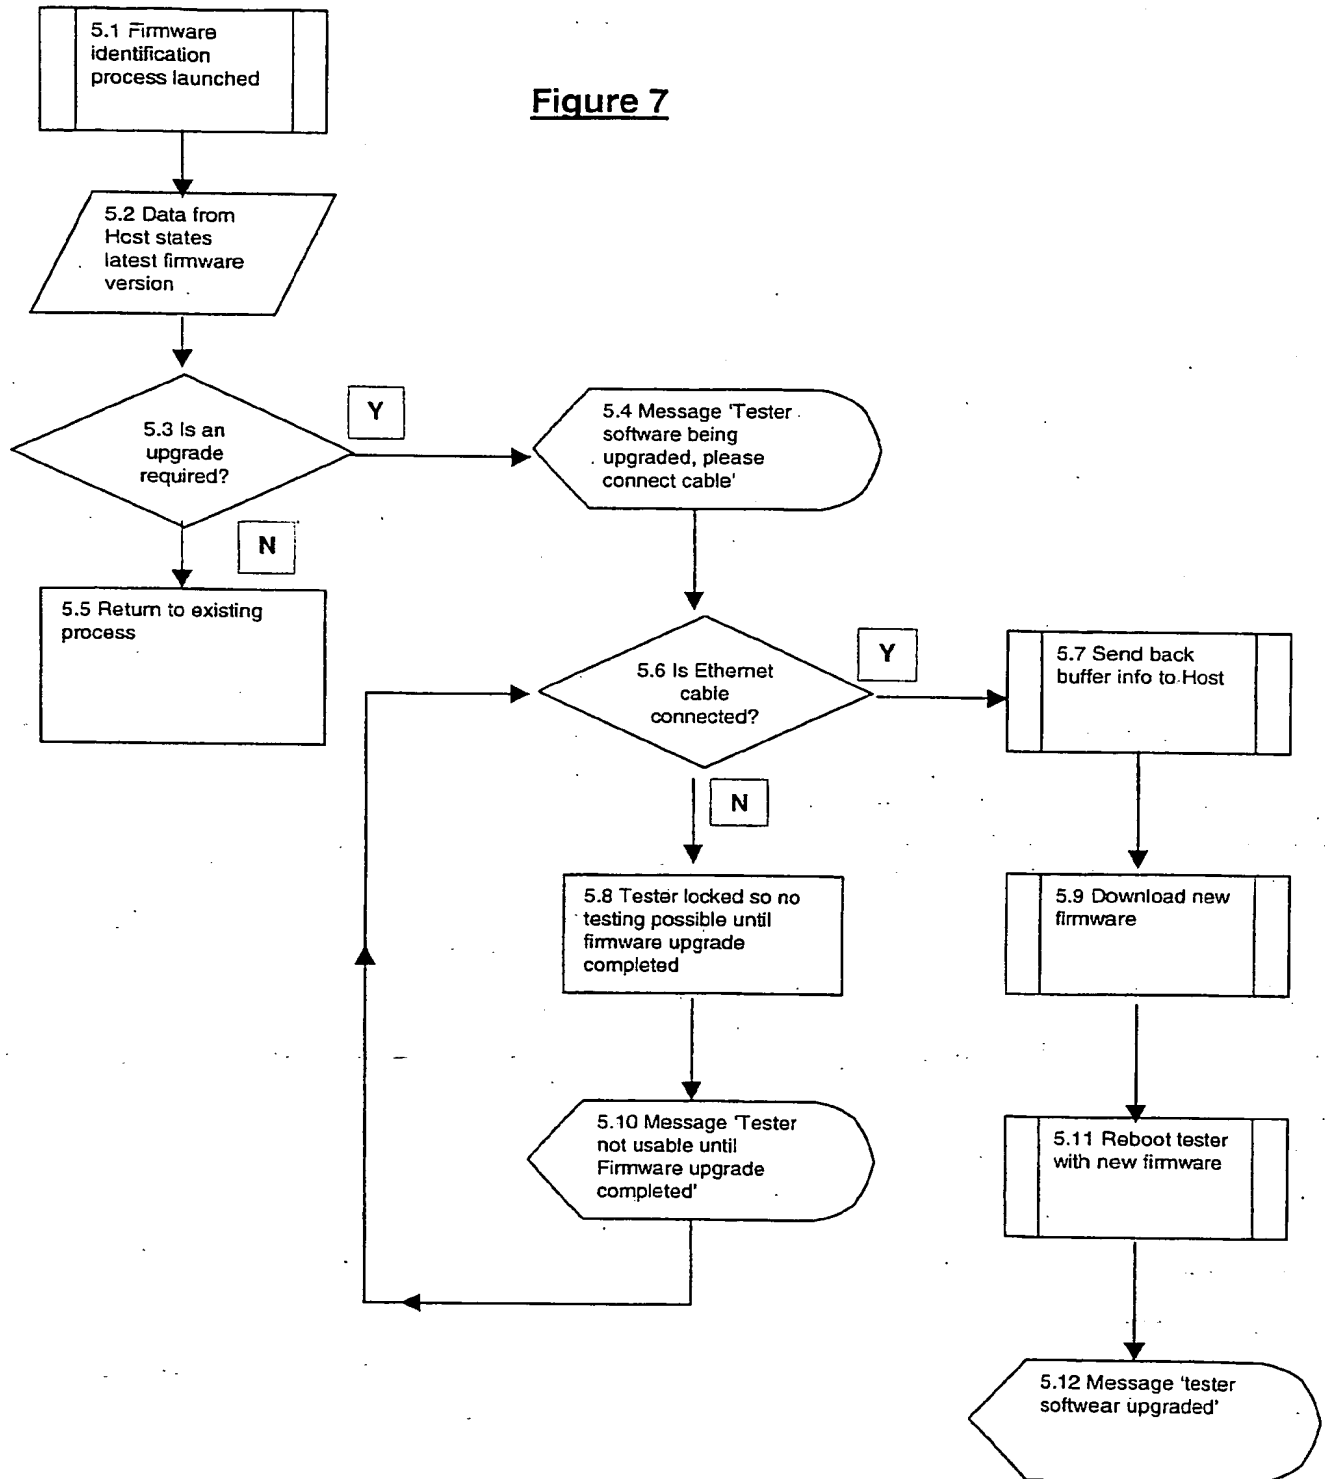 5.1 Firmware
identification
process launched
Figure 7
5.2 Data from
Host states
latest firmware
version
5.3 Is an
upgrade
required?
Y
5.4 Message 'Tester
software being
upgraded, please
connect cable'
N
5.5 Return to existing
process
5.6 Is Ethernet
cable
connected?
Y
5.7 Send back
buffer info to Host
N
5.8 Tester locked so no
testing possible until
firmware upgrade
completed
5.9 Download new
firmware
5.10 Message 'Tester
not usable until
Firmware upgrade
completed'
5.11 Reboot tester
with new firmware
5.12 Message 'tester
softwear upgraded'